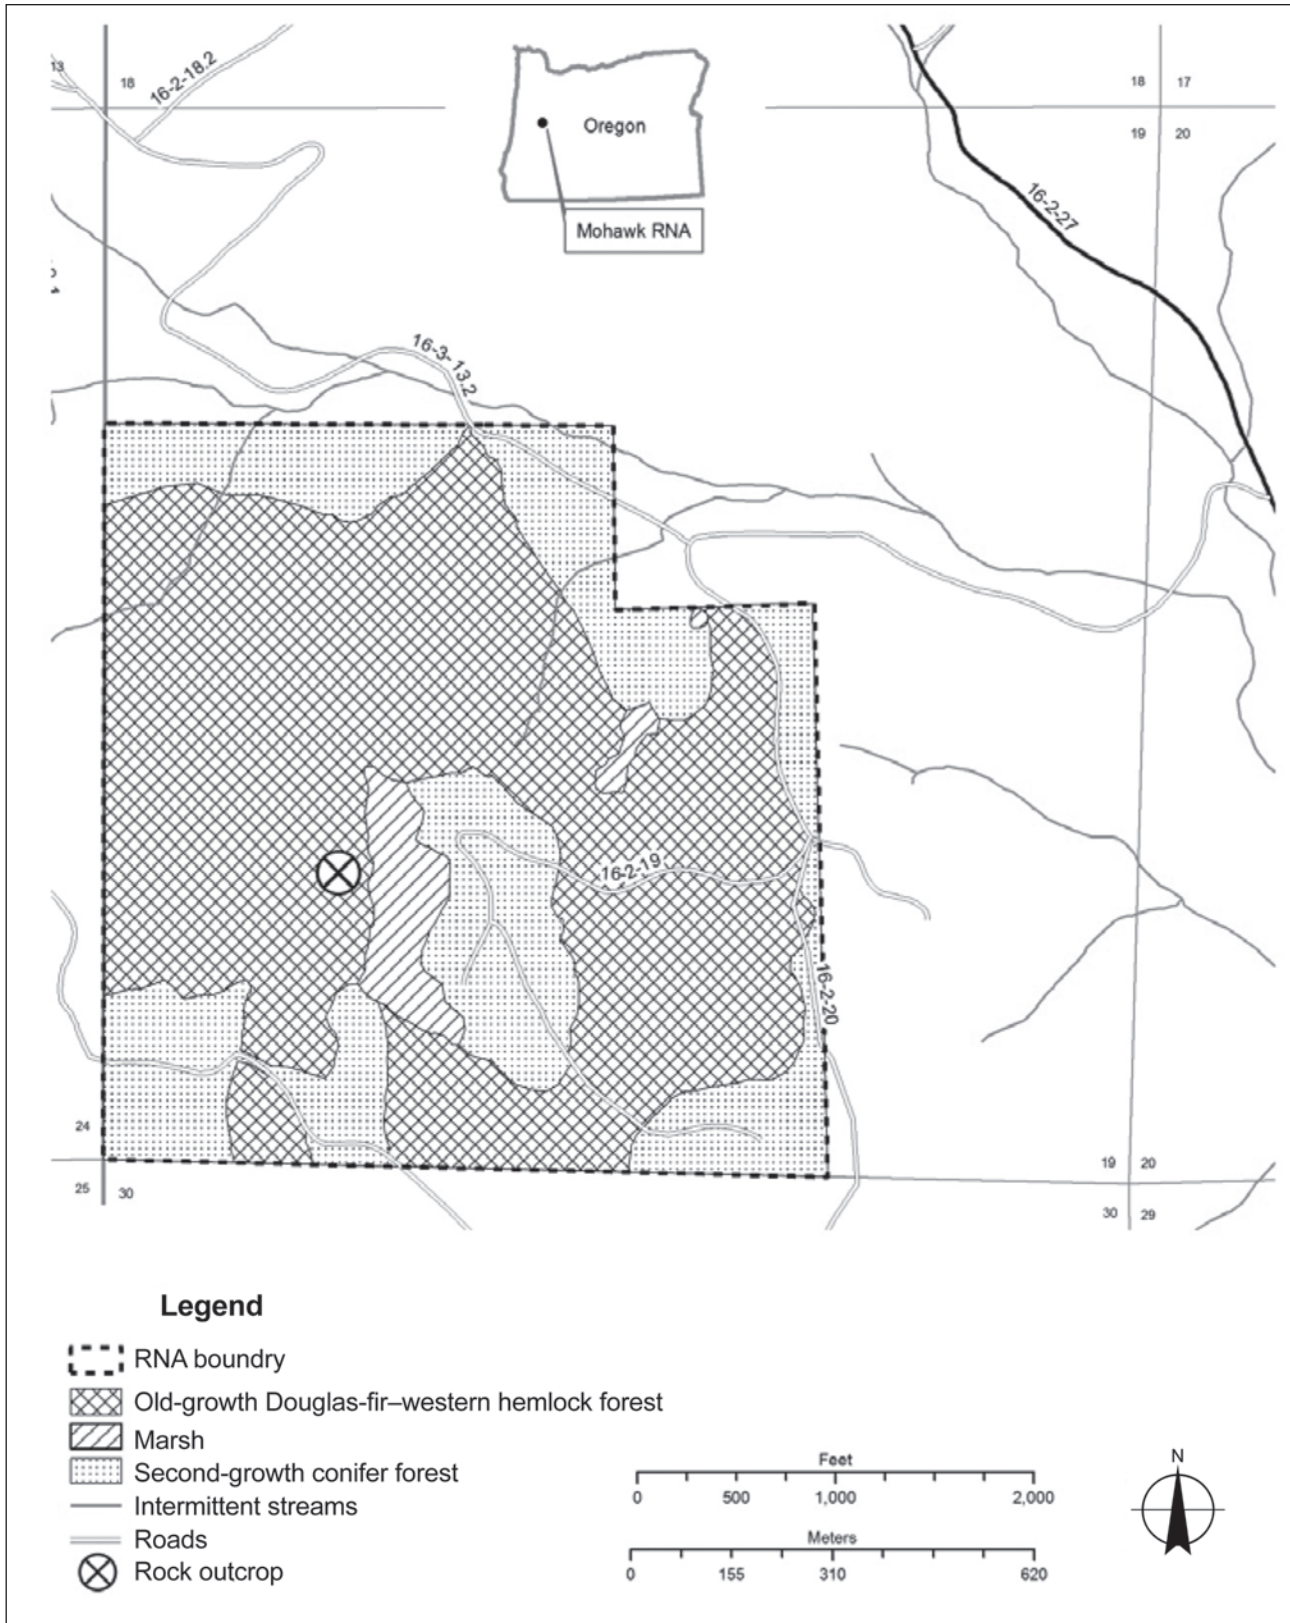 13
18
16-2-18.2
18
17
19
20
Oregon
Mohawk RNA
16-2-27
16-3-13.2
16-2-19
16-2-20
24
25
30
19
20
30
29
Legend
RNA boundry
Old-growth Douglas-fir–western hemlock forest
Marsh
Second-growth conifer forest
Intermittent streams
Roads
Rock outcrop
Feet
0
500
1,000
2,000
Meters
0
155
310
620
N